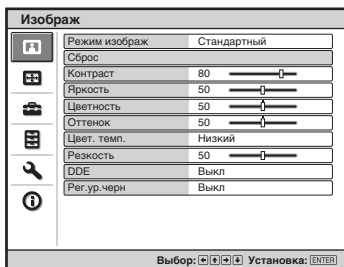 Изображ
Режим изображ Стандартный
Сброс
Контраст 80
Яркость 50
Цветность 50
Оттенок 50
Цвет. темп. Низкий
Резкость 50
DDE Выкл
Рег.ур.черн Выкл
Выбор: Установка: ENTER